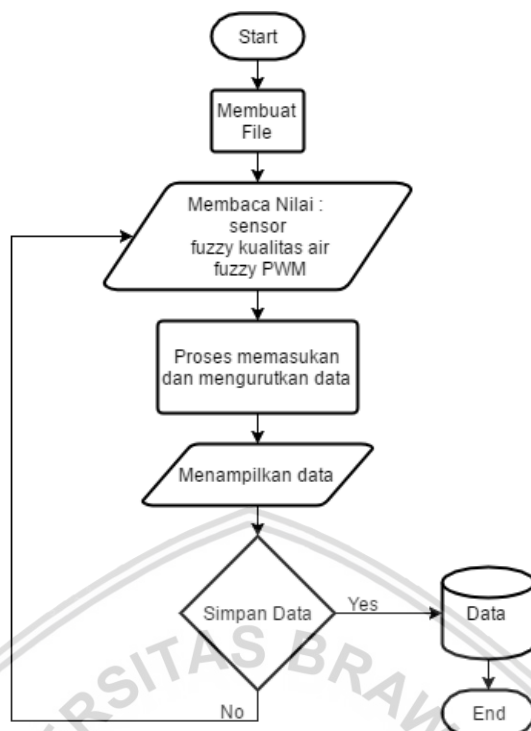 Start
Membuat
File
Membaca Nilai :
sensor
fuzzy kualitas air
fuzzy PWM
Proses memasukan
dan mengurutkan data
Menampilkan data
Simpan Data
Yes
Data
No
End
ERSITAS BRAW